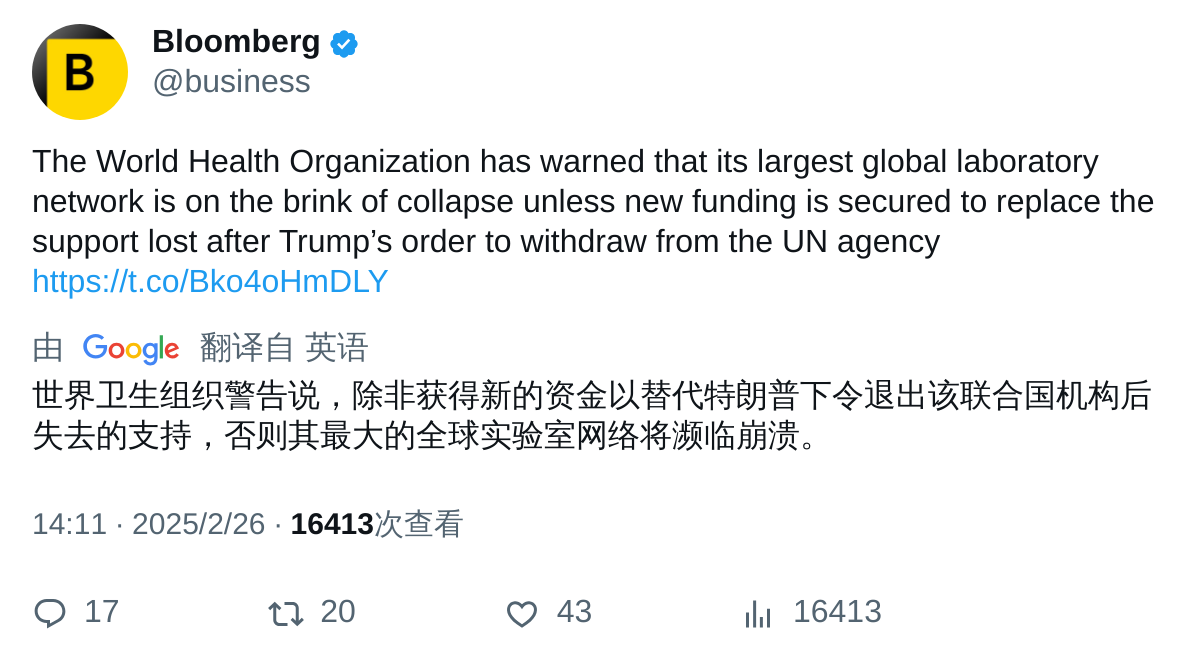 B
Bloomberg
@business
The World Health Organization has warned that its largest global laboratory
network is on the brink of collapse unless new funding is secured to replace the
support lost after Trump’s order to withdraw from the UN agency
https://t.co/Bko4oHmDLY
由 Google 翻译自 英语
世界卫生组织警告说，除非获得新的资金以替代特朗普下令退出该联合国机构后
失去的支持，否则其最大的全球实验室网络将濒临崩溃。
14:11 · 2025/2/26 · 16413次查看
17 20 43 16413